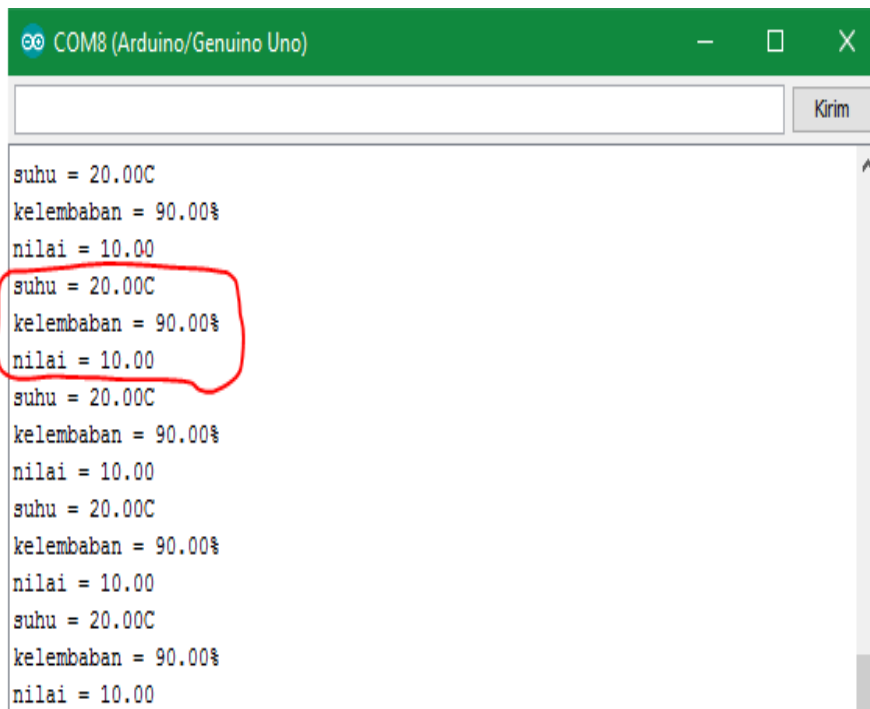 COM8 (Arduino/Genuino Uno)
Kirim
suhu = 20.00C
kelembaban = 90.00%
nilai = 10.00
suhu = 20.00C
kelembaban = 90.00%
nilai = 10.00
suhu = 20.00C
kelembaban = 90.00%
nilai = 10.00
suhu = 20.00C
kelembaban = 90.00%
nilai = 10.00
suhu = 20.00C
kelembaban = 90.00%
nilai = 10.00